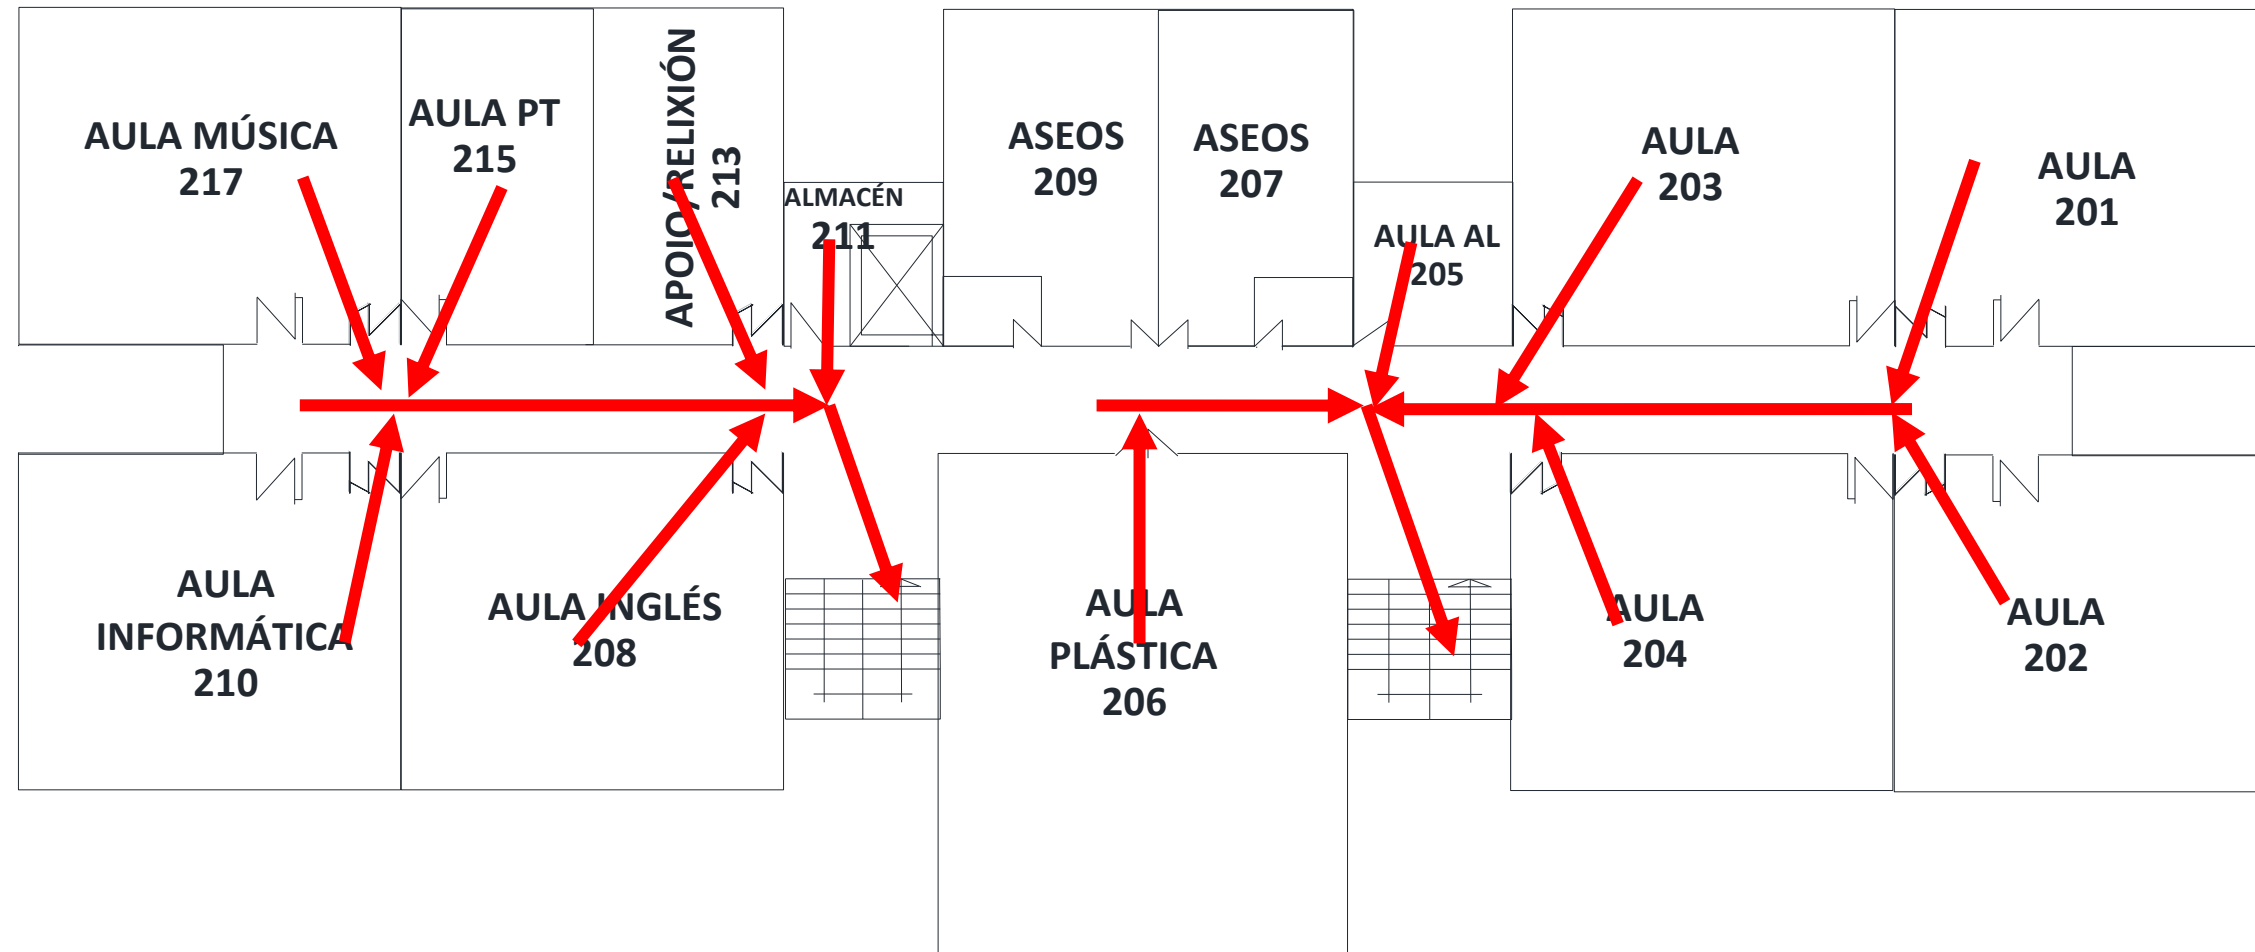 AULA MÚSICA
217
AULA PT
215
APOIO/RELIXIÓN
213
ALMACÉN
211
ASEOS
209
ASEOS
207
AULA AL
205
AULA
203
AULA
201
AULA
INFORMÁTICA
210
AULA INGLÉS
208
AULA
PLÁSTICA
206
AULA
204
AULA
202